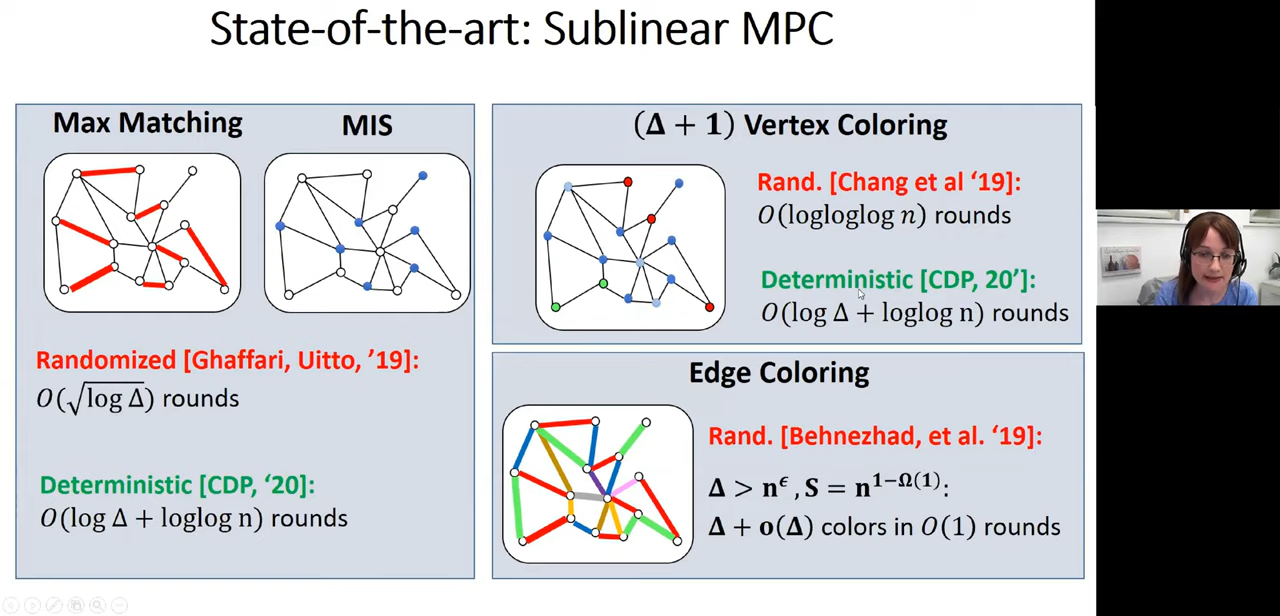 State-of-the-art: Sublinear MPC
Max Matching
MIS
Randomized [Ghaffari, Uitto, ’19]:
O(√log Δ) rounds
Deterministic [CDP, ‘20]:
O(log Δ + loglog n) rounds
(Δ + 1) Vertex Coloring
Rand. [Chang et al ‘19]:
O(logloglog n) rounds
Deterministic [CDP, 20’]:
O(log Δ + loglog n) rounds
Edge Coloring
Rand. [Behnezhad, et al. ‘19]:
Δ > n^ϵ, S = n^{1−Ω(1)}:
Δ + o(Δ) colors in O(1) rounds